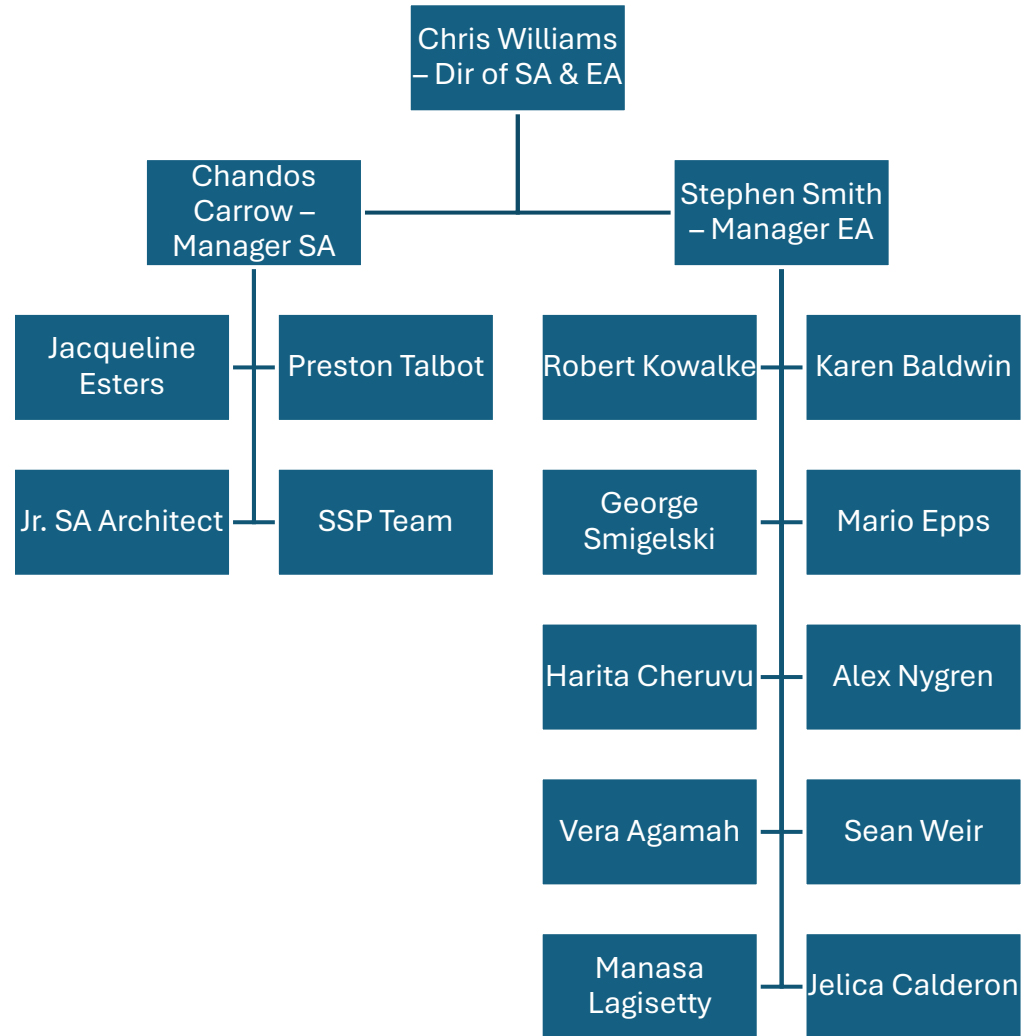 Chris Williams
– Dir of SA & EA
Chandos
Carrow –
Manager SA
Stephen Smith
– Manager EA
Jacqueline
Esters
Preston Talbot
Robert Kowalke
Karen Baldwin
Jr. SA Architect
SSP Team
George
Smigelski
Mario Epps
Harita Cheruvu
Alex Nygren
Vera Agamah
Sean Weir
Manasa
Lagisetty
Jelica Calderon